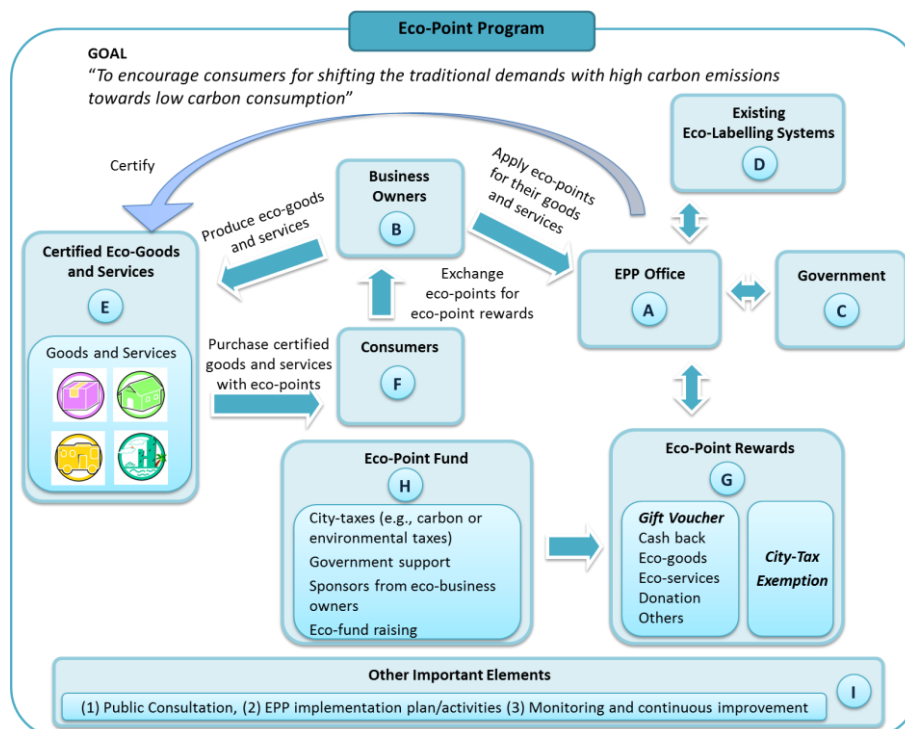 Eco-Point Program
GOAL
“To encourage consumers for shifting the traditional demands with high carbon emissions
towards low carbon consumption”
Existing
Eco-Labelling Systems
D
Certify
Business
Owners
B
Apply eco-points
for their goods
and services
Produce eco-goods
and services
Certified Eco-Goods
and Services
E
Goods and Services
Exchange
eco-points for
eco-point rewards
EPP Office
A
Government
C
Purchase certified
goods and services
with eco-points
Consumers
F
Eco-Point Fund
H
City-taxes (e.g., carbon or
environmental taxes)
Government support
Sponsors from eco-business
owners
Eco-fund raising
Eco-Point Rewards
G
Gift Voucher
Cash back
Eco-goods
Eco-services
Donation
Others
City-Tax
Exemption
Other Important Elements
I
(1) Public Consultation, (2) EPP implementation plan/activities (3) Monitoring and continuous improvement